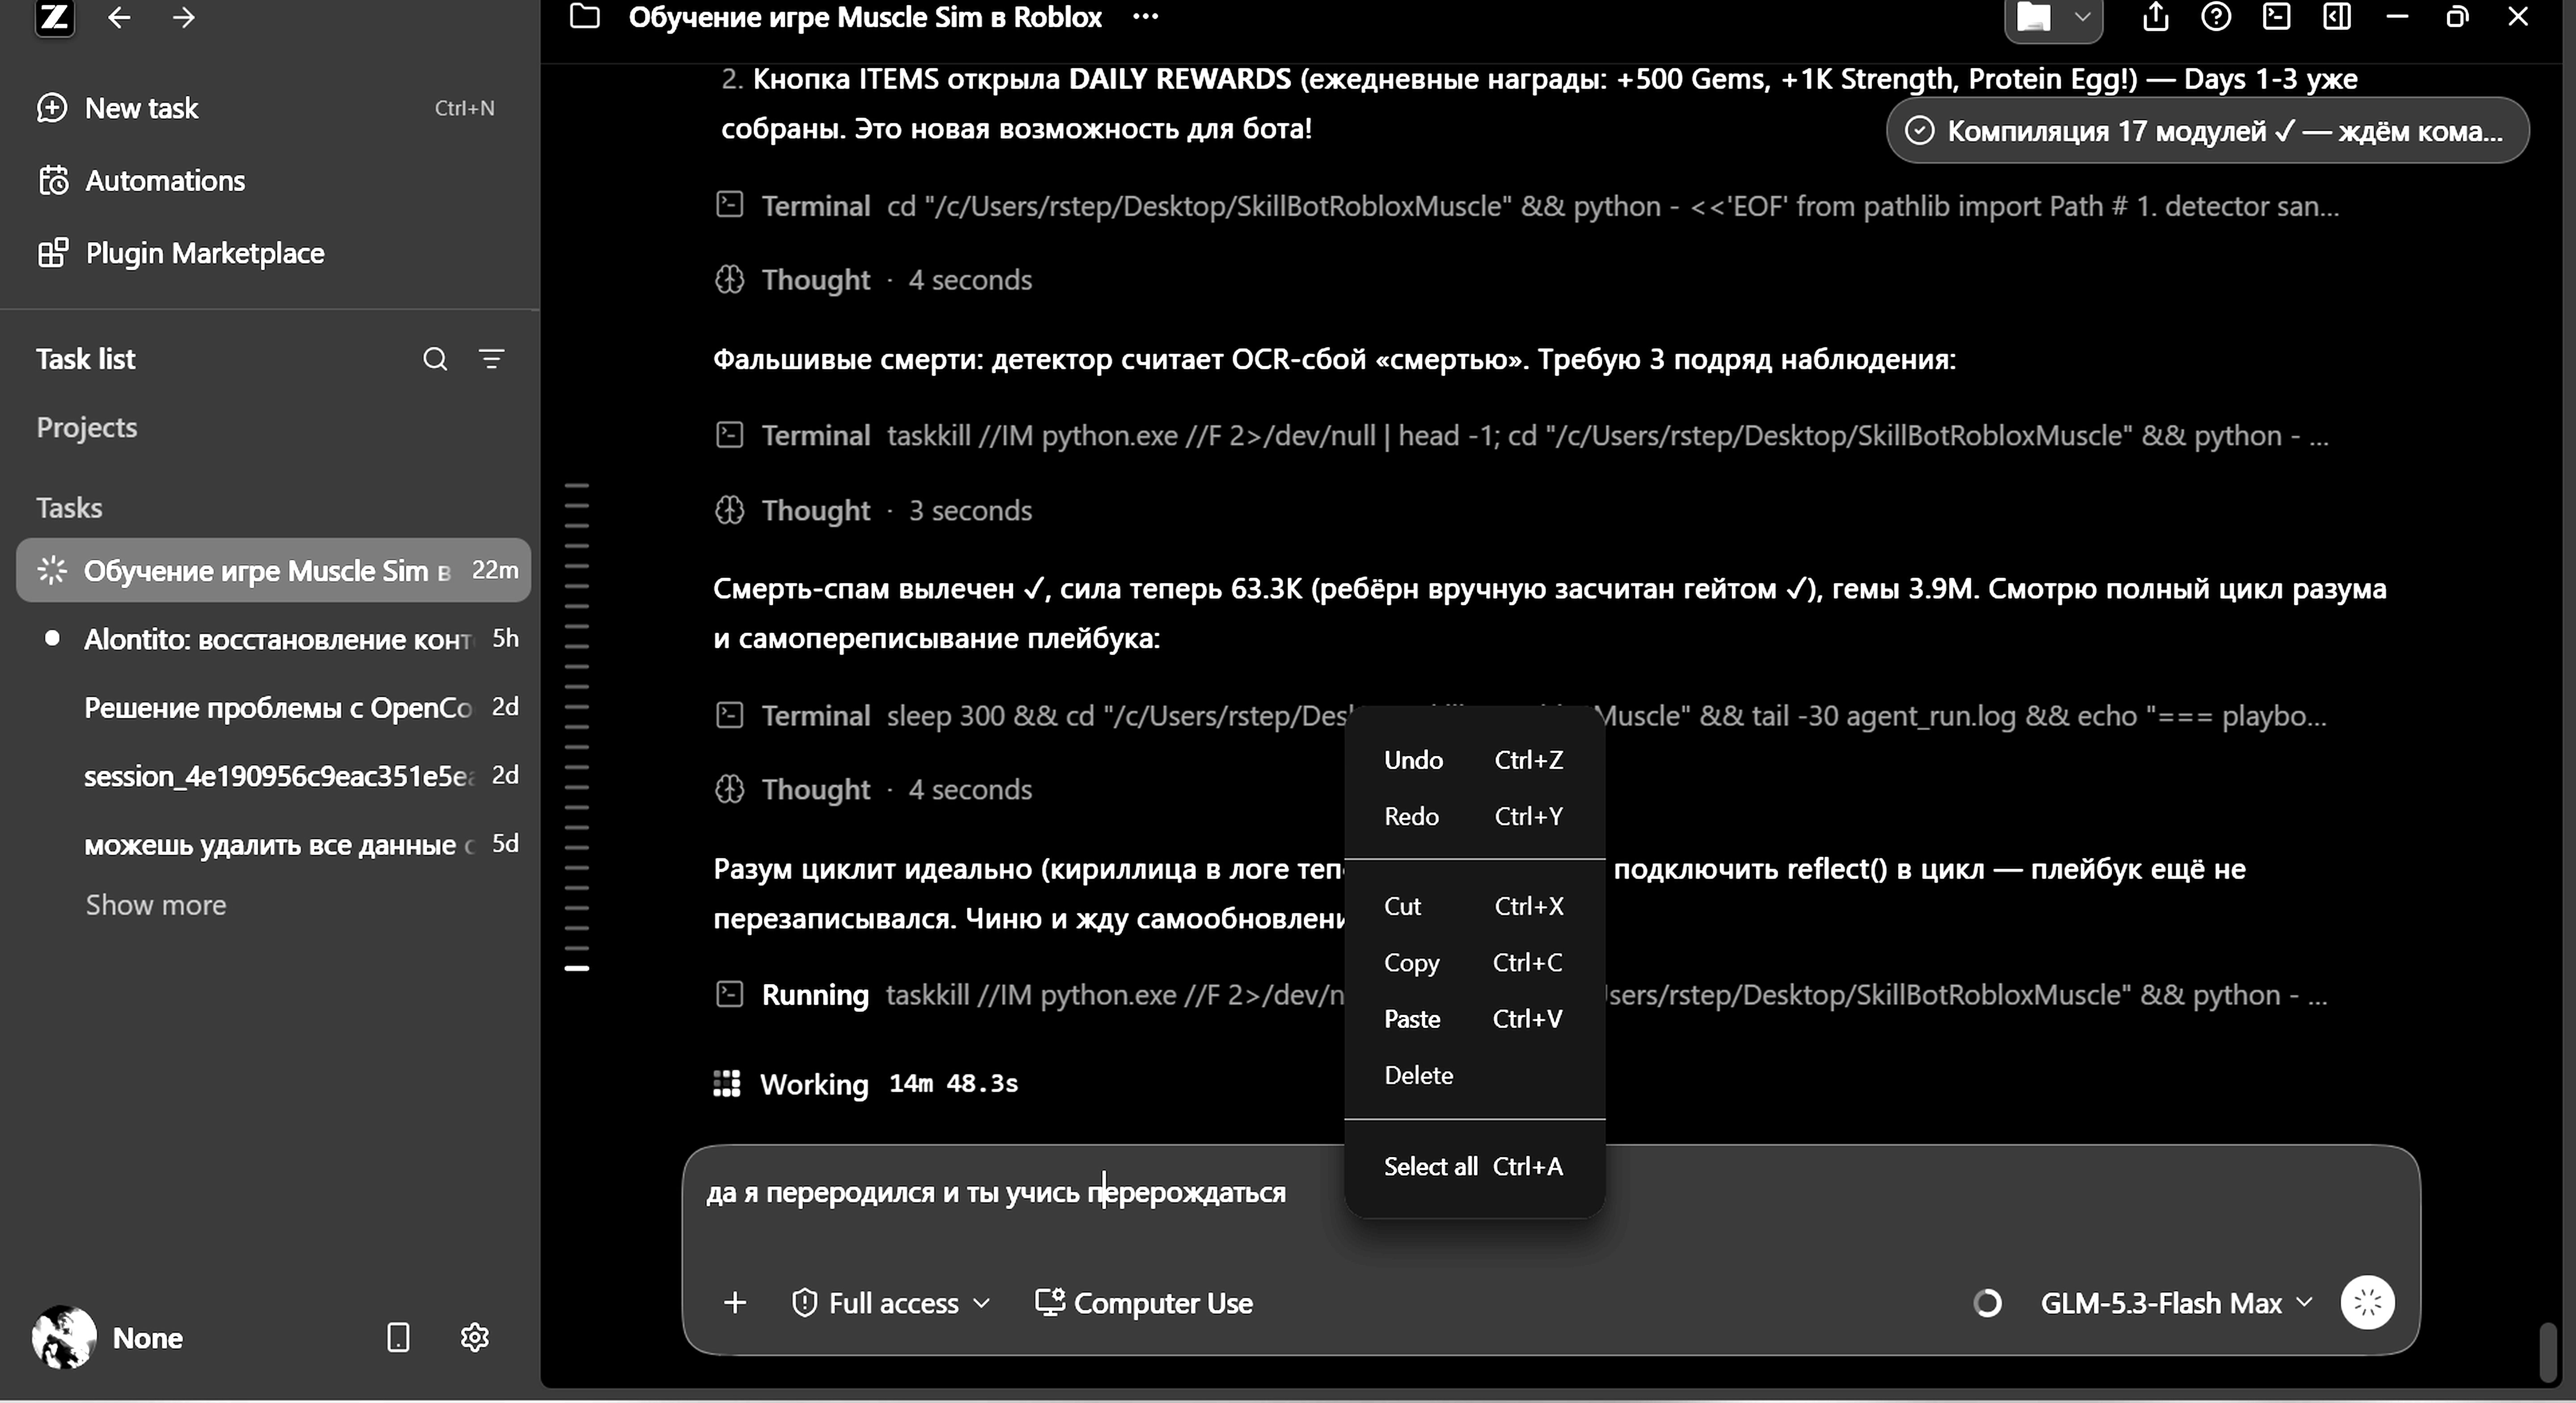 Z
Обучение игре Muscle Sim в Roblox ...
New task Ctrl+N
Automations
Plugin Marketplace
Task list
Projects
Tasks
Обучение игре Muscle Sim в 22m
Alontito: восстановление конт 5h
Решение проблемы с OpenCo 2d
session_4e190956c9eac351e5ea 2d
можешь удалить все данные с 5d
Show more
None
2. Кнопка ITEMS открыла DAILY REWARDS (ежедневные награды: +500 Gems, +1K Strength, Protein Egg!) — Days 1-3 уже
собраны. Это новая возможность для бота!
Компиляция 17 модулей ✓ — ждём кома...
Terminal cd "/c/Users/rstep/Desktop/SkillBotRobloxMuscle" && python - <<'EOF' from pathlib import Path # 1. detector san...
Thought · 4 seconds
Фальшивые смерти: детектор считает OCR-сбой «смертью». Требую 3 подряд наблюдения:
Terminal taskkill //IM python.exe //F 2>/dev/null | head -1; cd "/c/Users/rstep/Desktop/SkillBotRobloxMuscle" && python - ...
Thought · 3 seconds
Смерть-спам вылечен ✓, сила теперь 63.3K (ребёрн вручную засчитан гейтом ✓), гемы 3.9M. Смотрю полный цикл разума
и самопереписывание плейбука:
Terminal sleep 300 && cd "/c/Users/rstep/Des Muscle" && tail -30 agent_run.log && echo "=== playbo...
Thought · 4 seconds
Разум циклит идеально (кириллица в логе теп подключить reflect() в цикл — плейбук ещё не
перезаписывался. Чиню и жду самообновлени
Running taskkill //IM python.exe //F 2>/dev/n sers/rstep/Desktop/SkillBotRobloxMuscle" && python - ...
Working 14m 48.3s
Undo Ctrl+Z
Redo Ctrl+Y
Cut Ctrl+X
Copy Ctrl+C
Paste Ctrl+V
Delete
Select all Ctrl+A
да я переродился и ты учись перерождаться
Full access
Computer Use
GLM-5.3-Flash Max